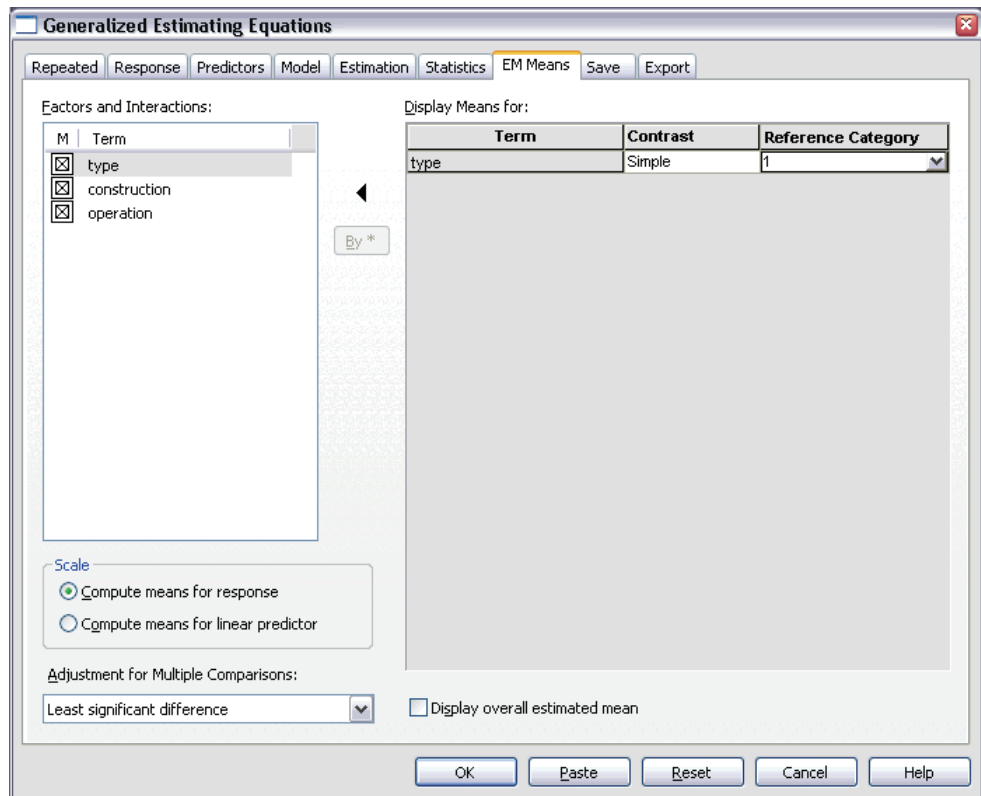 Generalized Estimating Equations
Repeated Response Predictors Model Estimation Statistics EM Means Save Export
Factors and Interactions:
M Term
type
construction
operation
By *
Display Means for:
Term Contrast Reference Category
type Simple 1
Scale
Compute means for response
Compute means for linear predictor
Adjustment for Multiple Comparisons:
Least significant difference
Display overall estimated mean
OK Paste Reset Cancel Help